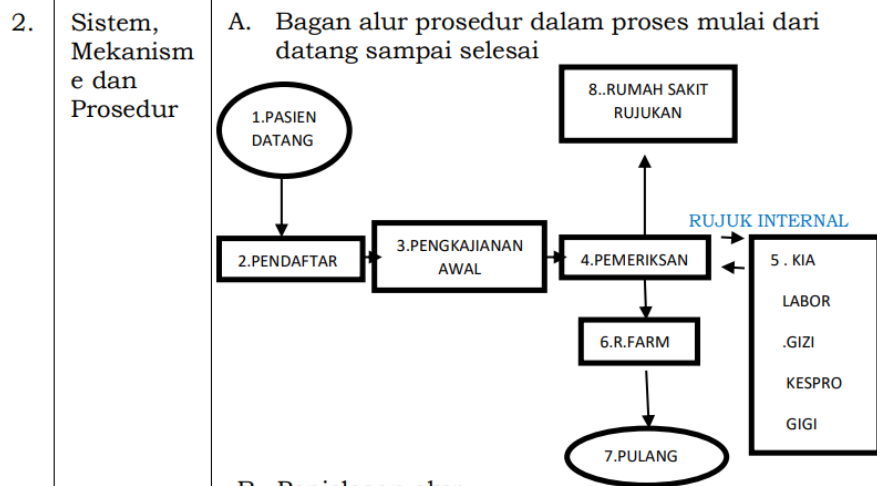 2.
Sistem,
Mekanism
e dan
Prosedur
A. Bagan alur prosedur dalam proses mulai dari
datang sampai selesai
1.PASIEN
DATANG
2.PENDAFTAR
3.PENGKAJIANAN
AWAL
4.PEMERIKSAN
8..RUMAH SAKIT
RUJUKAN
RUJUK INTERNAL
5 . KIA
LABOR
.GIZI
KESPRO
GIGI
6.R.FARM
7.PULANG